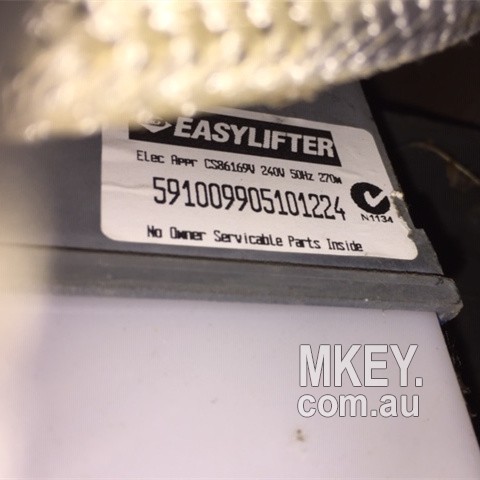 EASYLIFTER
Elec Appr CS86169V 240V 50Hz 270w
591009905101224
N1134
No Owner Servicable Parts Inside
MKEY.
com.au